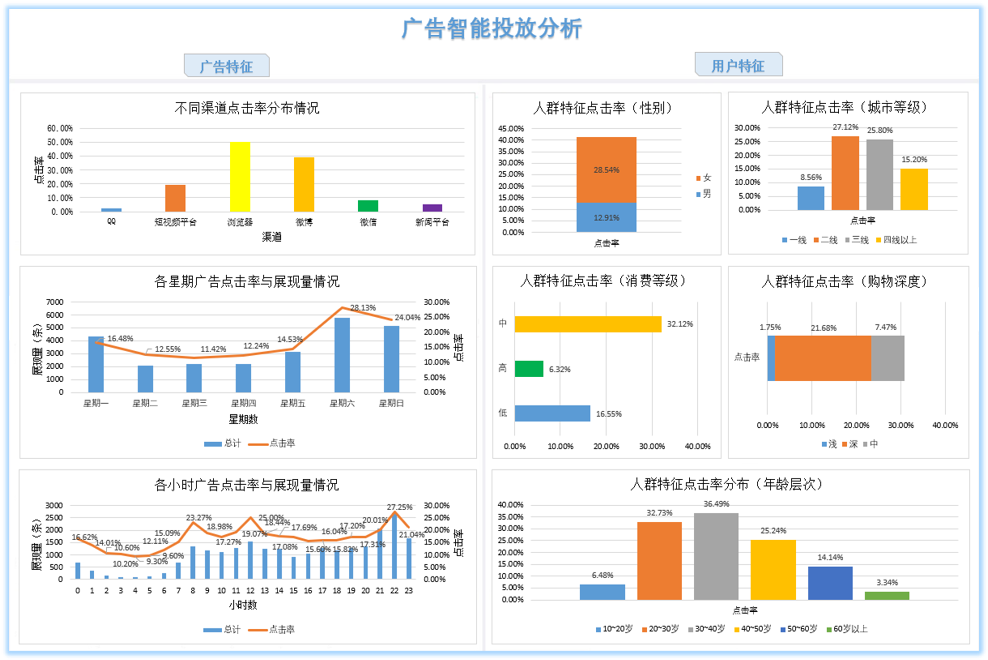 广告智能投放分析
广告特征
用户特征
不同渠道点击率分布情况
点击率
60.00%
50.00%
40.00%
30.00%
20.00%
10.00%
0.00%
QQ 短视频平台 浏览器 微博 微信 新闻平台
渠道
各星期广告点击率与展现量情况
展现量（条）
7000
6000
5000
4000
3000
2000
1000
0
16.48% 12.55% 11.42% 12.24% 14.53% 28.13% 24.04%
30.00%
25.00%
20.00%
15.00%
10.00%
5.00%
0.00%
点击率
星期一 星期二 星期三 星期四 星期五 星期六 星期日
星期数
总计 点击率
各小时广告点击率与展现量情况
展现量（条）
3000
2500
2000
1500
1000
500
0
16.62% 14.01% 10.60% 10.20% 9.30% 12.11% 9.60% 15.09% 23.27% 18.98% 17.27% 19.07% 25.00% 18.44% 17.08% 17.69% 15.60% 16.04% 15.82% 17.20% 17.31% 20.01% 27.25% 21.04%
30.00%
25.00%
20.00%
15.00%
10.00%
5.00%
0.00%
点击率
0 1 2 3 4 5 6 7 8 9 10 11 12 13 14 15 16 17 18 19 20 21 22 23
小时数
总计 点击率
人群特征点击率（性别）
45.00%
40.00%
35.00%
30.00%
25.00%
20.00%
15.00%
10.00%
5.00%
0.00%
28.54%
12.91%
点击率
女
男
人群特征点击率（城市等级）
30.00%
25.00%
20.00%
15.00%
10.00%
5.00%
0.00%
8.56% 27.12% 25.80% 15.20%
点击率
一线 二线 三线 四线以上
人群特征点击率（消费等级）
中 32.12%
高 6.32%
低 16.55%
0.00% 10.00% 20.00% 30.00% 40.00%
人群特征点击率（购物深度）
1.75% 21.68% 7.47%
点击率
0.00% 10.00% 20.00% 30.00% 40.00%
浅 深 中
人群特征点击率分布（年龄层次）
40.00%
35.00%
30.00%
25.00%
20.00%
15.00%
10.00%
5.00%
0.00%
6.48% 32.73% 36.49% 25.24% 14.14% 3.34%
点击率
10~20岁 20~30岁 30~40岁 40~50岁 50~60岁 60岁以上